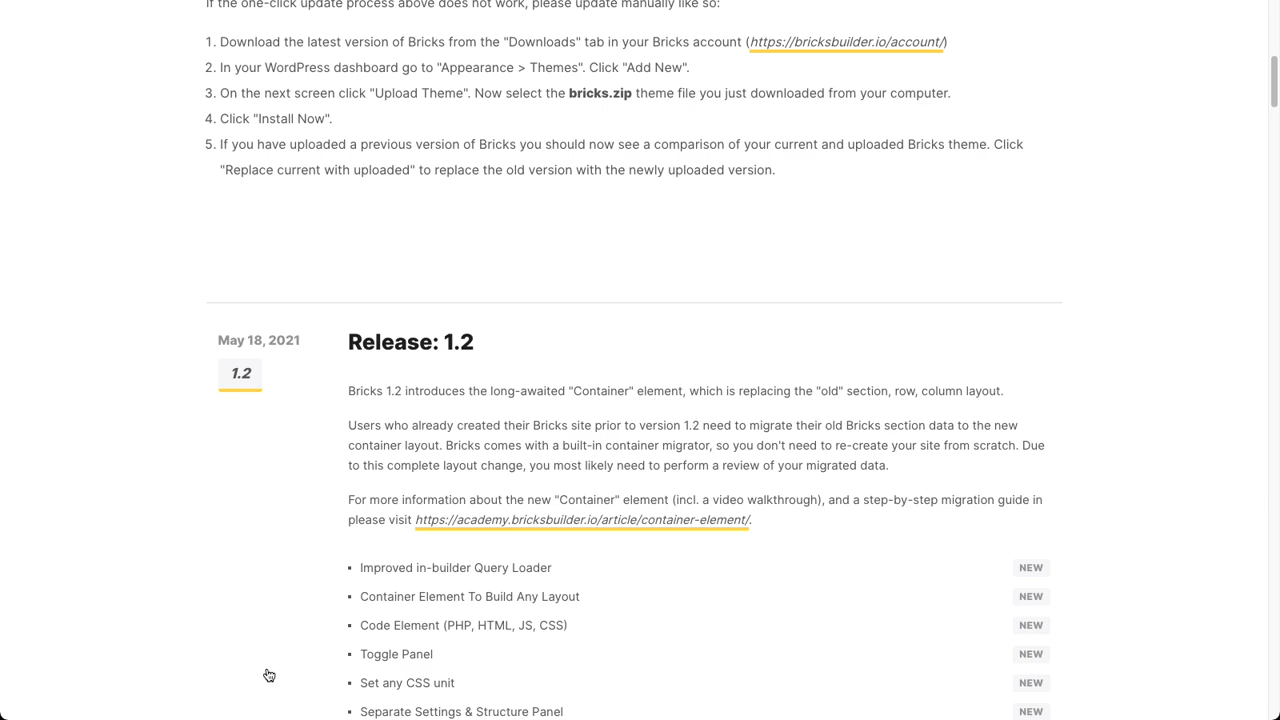 If the one-click update process above does not work, please update manually like so:
1. Download the latest version of Bricks from the "Downloads" tab in your Bricks account (https://bricksbuilder.io/account/)
2. In your WordPress dashboard go to "Appearance > Themes". Click "Add New".
3. On the next screen click "Upload Theme". Now select the bricks.zip theme file you just downloaded from your computer.
4. Click "Install Now".
5. If you have uploaded a previous version of Bricks you should now see a comparison of your current and uploaded Bricks theme. Click
"Replace current with uploaded" to replace the old version with the newly uploaded version.
May 18, 2021
1.2
Release: 1.2
Bricks 1.2 introduces the long-awaited "Container" element, which is replacing the "old" section, row, column layout.
Users who already created their Bricks site prior to version 1.2 need to migrate their old Bricks section data to the new
container layout. Bricks comes with a built-in container migrator, so you don't need to re-create your site from scratch. Due
to this complete layout change, you most likely need to perform a review of your migrated data.
For more information about the new "Container" element (incl. a video walkthrough), and a step-by-step migration guide in
please visit https://academy.bricksbuilder.io/article/container-element/.
▪ Improved in-builder Query Loader NEW
▪ Container Element To Build Any Layout NEW
▪ Code Element (PHP, HTML, JS, CSS) NEW
▪ Toggle Panel NEW
▪ Set any CSS unit NEW
▪ Separate Settings & Structure Panel NEW